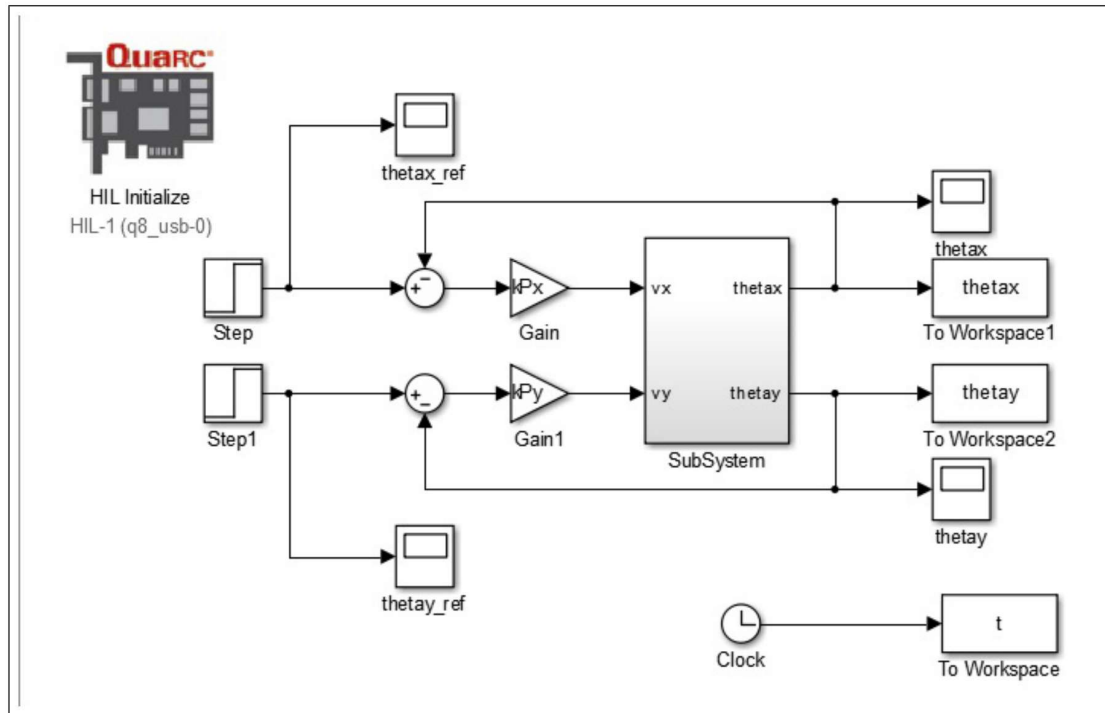 QUARC®
HIL Initialize
HIL-1 (q8_usb-0)
thetax_ref
thetax
Step
+
−
kPx
Gain
vx
thetax
thetax
To Workspace1
Step1
+
−
kPy
Gain1
vy
thetay
thetay
To Workspace2
SubSystem
thetay
thetay_ref
Clock
t
To Workspace